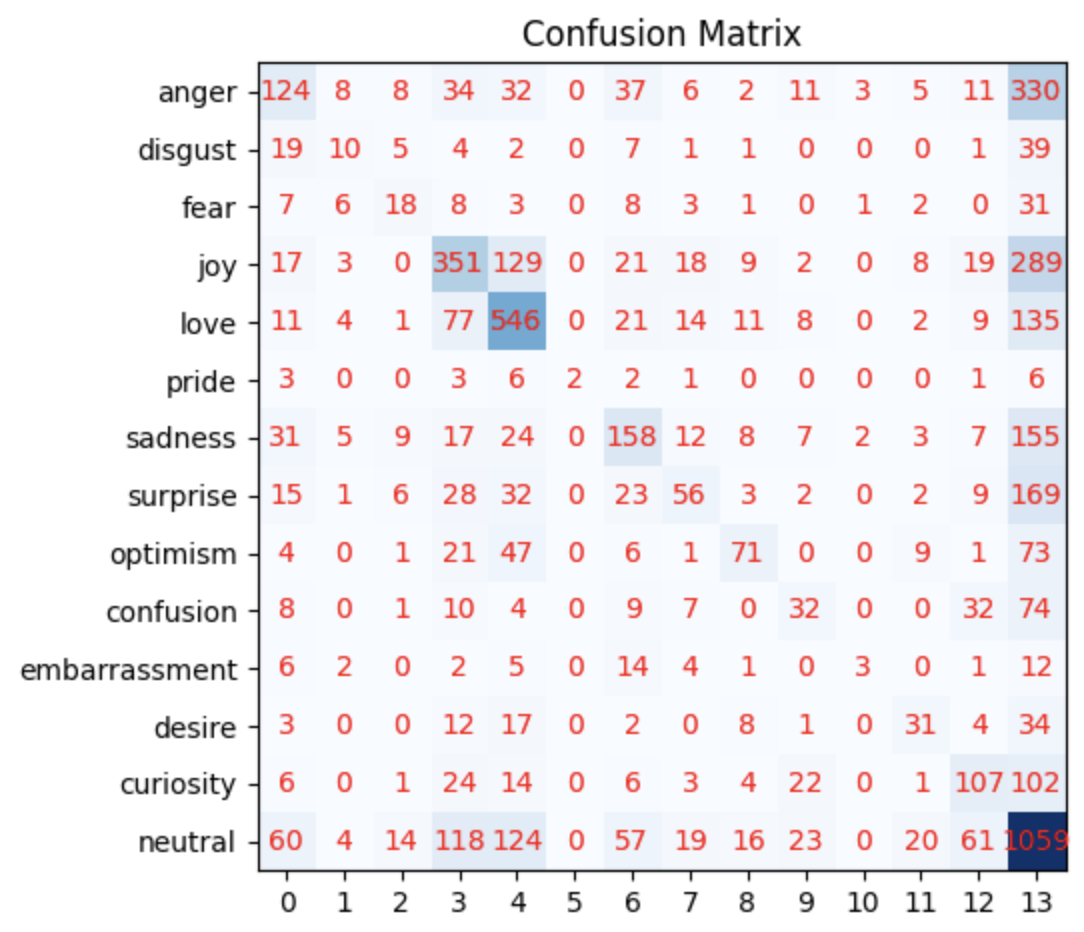 Confusion Matrix
anger 124 8 8 34 32 0 37 6 2 11 3 5 11 330
disgust 19 10 5 4 2 0 7 1 1 0 0 0 1 39
fear 7 6 18 8 3 0 8 3 1 0 1 2 0 31
joy 17 3 0 351 129 0 21 18 9 2 0 8 19 289
love 11 4 1 77 546 0 21 14 11 8 0 2 9 135
pride 3 0 0 3 6 2 2 1 0 0 0 0 1 6
sadness 31 5 9 17 24 0 158 12 8 7 2 3 7 155
surprise 15 1 6 28 32 0 23 56 3 2 0 2 9 169
optimism 4 0 1 21 47 0 6 1 71 0 0 9 1 73
confusion 8 0 1 10 4 0 9 7 0 32 0 0 32 74
embarrassment 6 2 0 2 5 0 14 4 1 0 3 0 1 12
desire 3 0 0 12 17 0 2 0 8 1 0 31 4 34
curiosity 6 0 1 24 14 0 6 3 4 22 0 1 107 102
neutral 60 4 14 118 124 0 57 19 16 23 0 20 61 1059
0 1 2 3 4 5 6 7 8 9 10 11 12 13